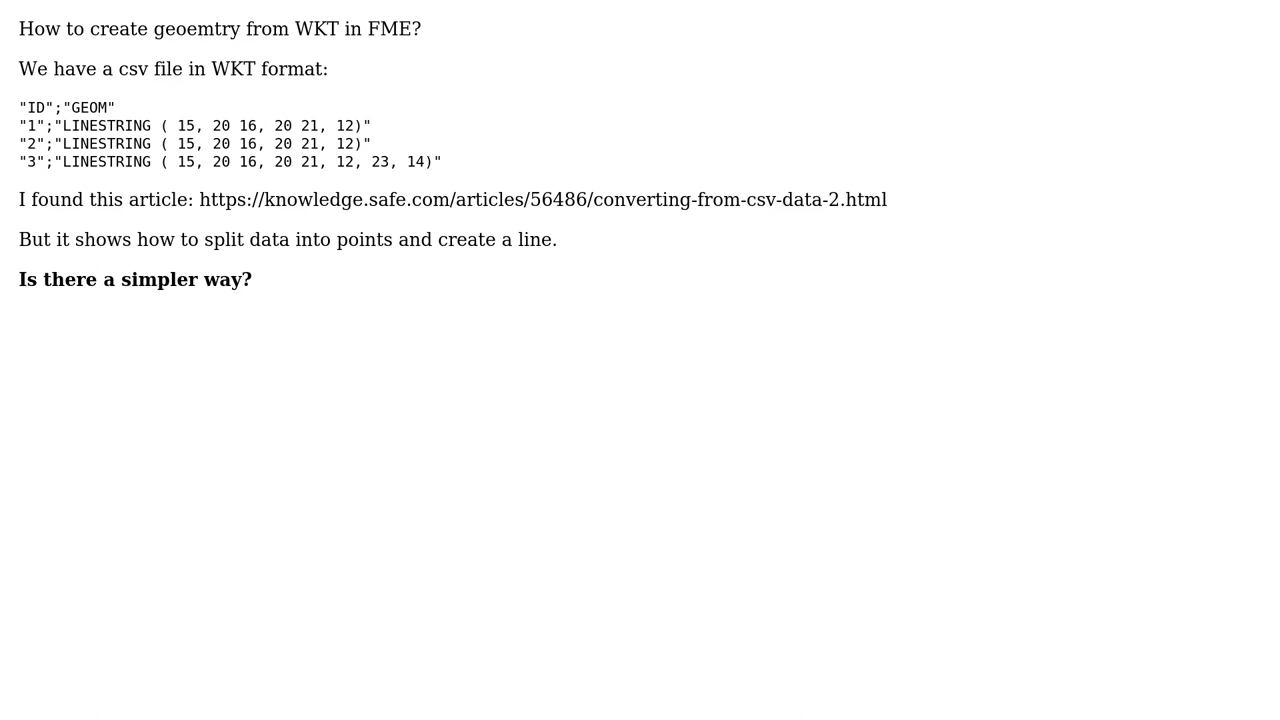 How to create geoemtry from WKT in FME?
We have a csv file in WKT format:
"ID";"GEOM"
"1";"LINESTRING ( 15, 20 16, 20 21, 12)"
"2";"LINESTRING ( 15, 20 16, 20 21, 12)"
"3";"LINESTRING ( 15, 20 16, 20 21, 12, 23, 14)"
I found this article: https://knowledge.safe.com/articles/56486/converting-from-csv-data-2.html
But it shows how to split data into points and create a line.
Is there a simpler way?